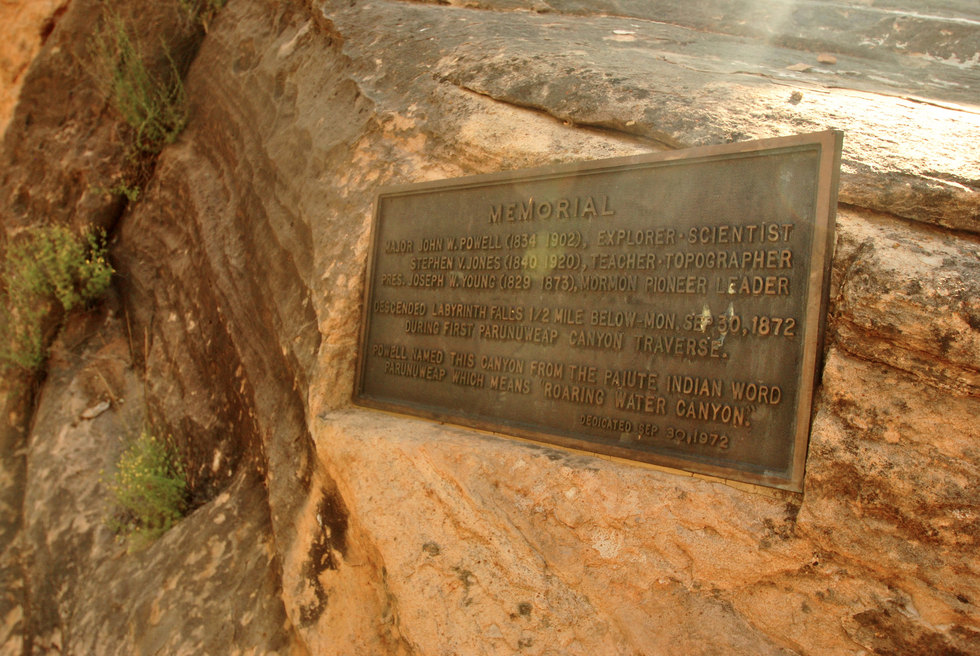 MEMORIAL
MAJOR JOHN W. POWELL (1834-1902), EXPLORER-SCIENTIST
STEPHEN V. JONES (1840-1920), TEACHER-TOPOGRAPHER
PRES. JOSEPH W. YOUNG (1829-1873), MORMON PIONEER LEADER
DESCENDED LABYRINTH FALLS 1/2 MILE BELOW-MON. SEP. 30, 1872
DURING FIRST PARUNUWEAP CANYON TRAVERSE.
POWELL NAMED THIS CANYON FROM THE PAIUTE INDIAN WORD
PARUNUWEAP WHICH MEANS "ROARING WATER CANYON."
DEDICATED SEP. 30, 1972